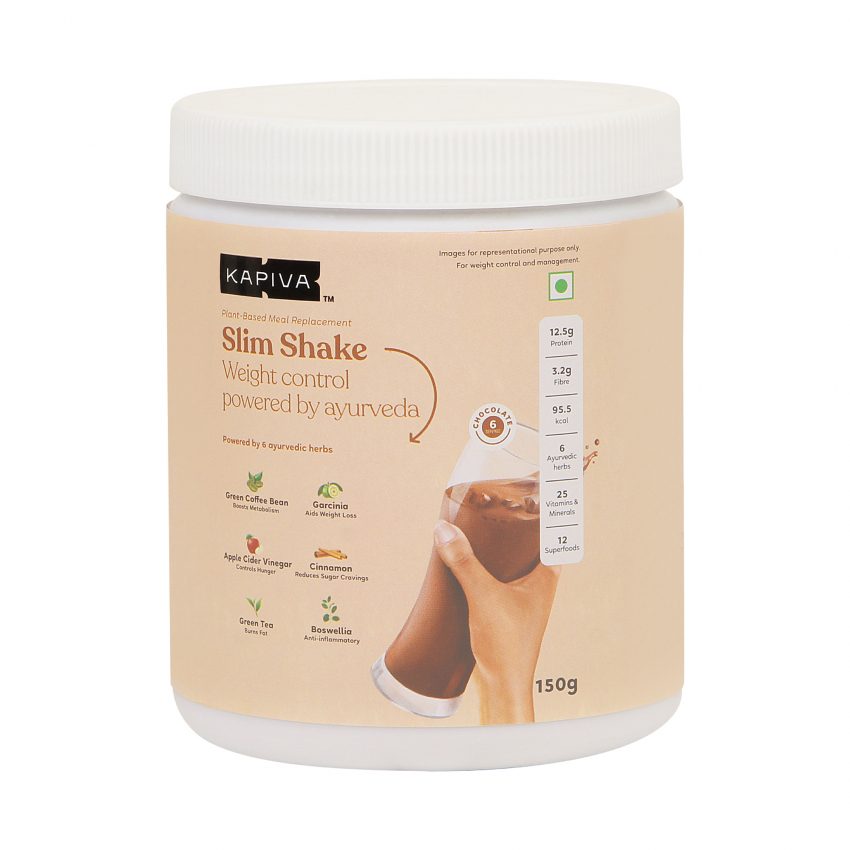 KAPIVA
TM
Images for representational purpose only.
For weight control and management.
Plant-Based Meal Replacement
Slim Shake
Weight control
powered by ayurveda
Powered by 6 ayurvedic herbs
Green Coffee Bean
Boosts Metabolism
Garcinia
Aids Weight Loss
Apple Cider Vinegar
Controls Hunger
Cinnamon
Reduces Sugar Cravings
Green Tea
Burns Fat
Boswellia
Anti-inflammatory
CHOCOLATE
6
12.5g
Protein
3.2g
Fibre
95.5
kcal
6
Ayurvedic
herbs
25
Vitamins &
Minerals
12
Superfoods
150g